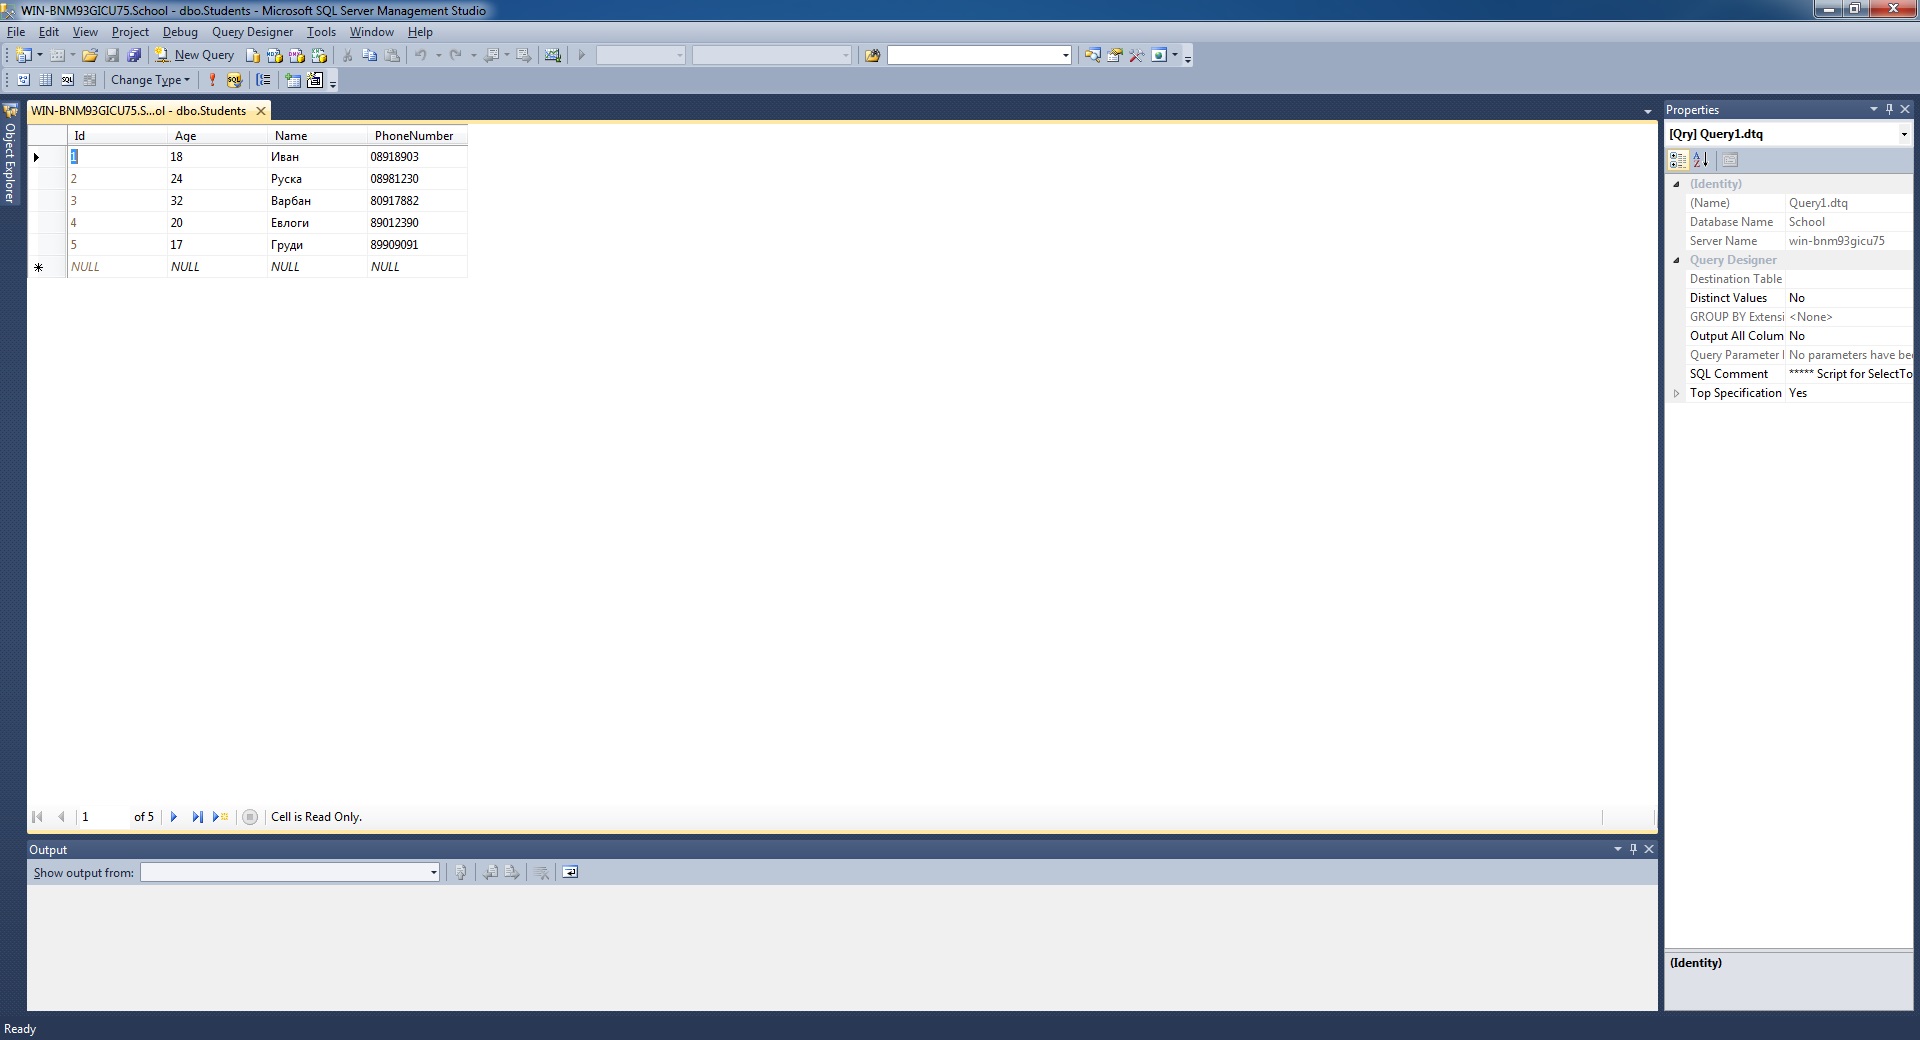 WIN-BNM93GICU75.School - dbo.Students - Microsoft SQL Server Management Studio
File Edit View Project Debug Query Designer Tools Window Help
New Query
Change Type
Object Explorer
WIN-BNM93GICU75.S...ol - dbo.Students
Id Age Name PhoneNumber
1 18 Иван 08918903
2 24 Руска 08981230
3 32 Варбан 80917882
4 20 Евлоги 89012390
5 17 Груди 89909091
NULL NULL NULL NULL
1 of 5 Cell is Read Only.
Output
Show output from:
Ready
Properties
[Qry] Query1.dtq
(Identity)
(Name) Query1.dtq
Database Name School
Server Name win-bnm93gicu75
Query Designer
Destination Table
Distinct Values No
GROUP BY Extensi <None>
Output All Colum No
Query Parameter No parameters have bee
SQL Comment ***** Script for SelectTo
Top Specification Yes
(Identity)